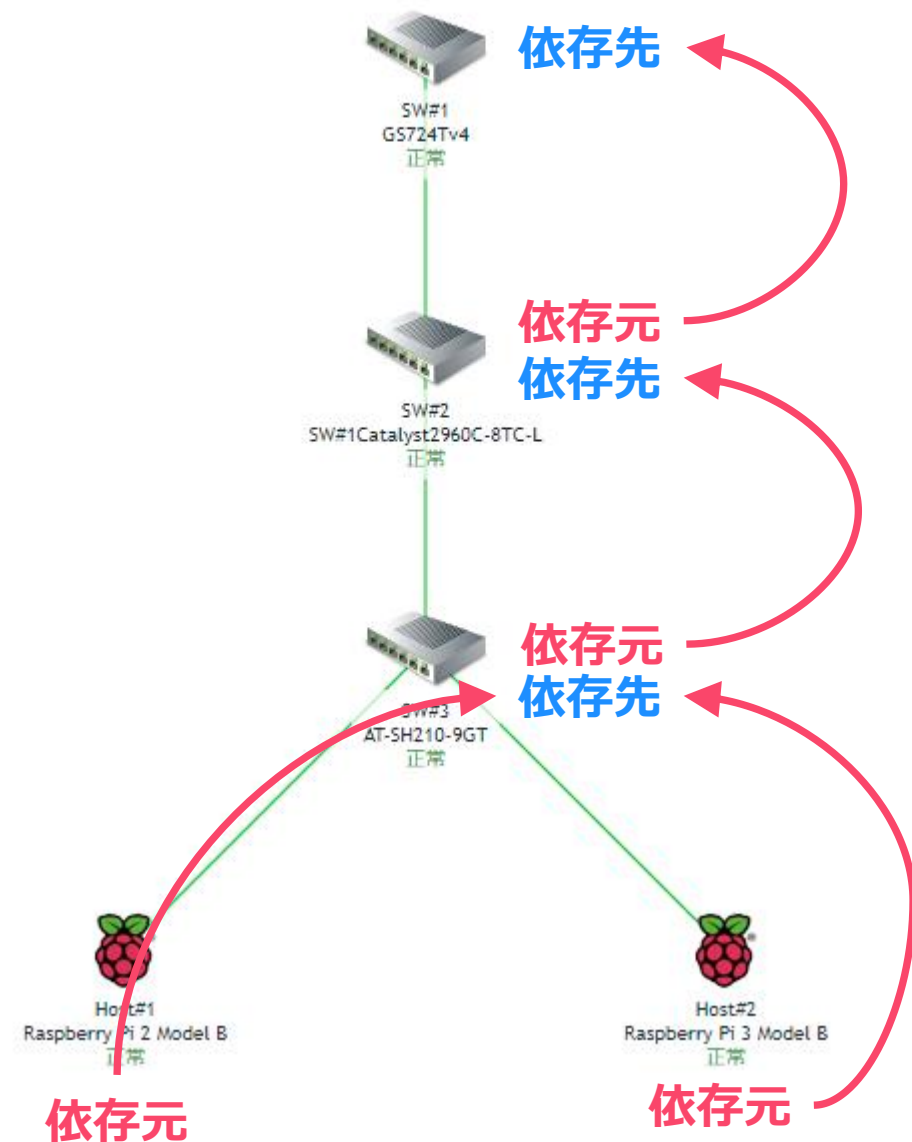 依存先
SW#1
GS724Tv4
正常
依存元
依存先
SW#2
SW#1Catalyst2960C-8TC-L
正常
依存元
依存先
SW#3
AT-SH210-9GT
正常
Host#1
Raspberry Pi 2 Model B
正常
依存元
Host#2
Raspberry Pi 3 Model B
正常
依存元